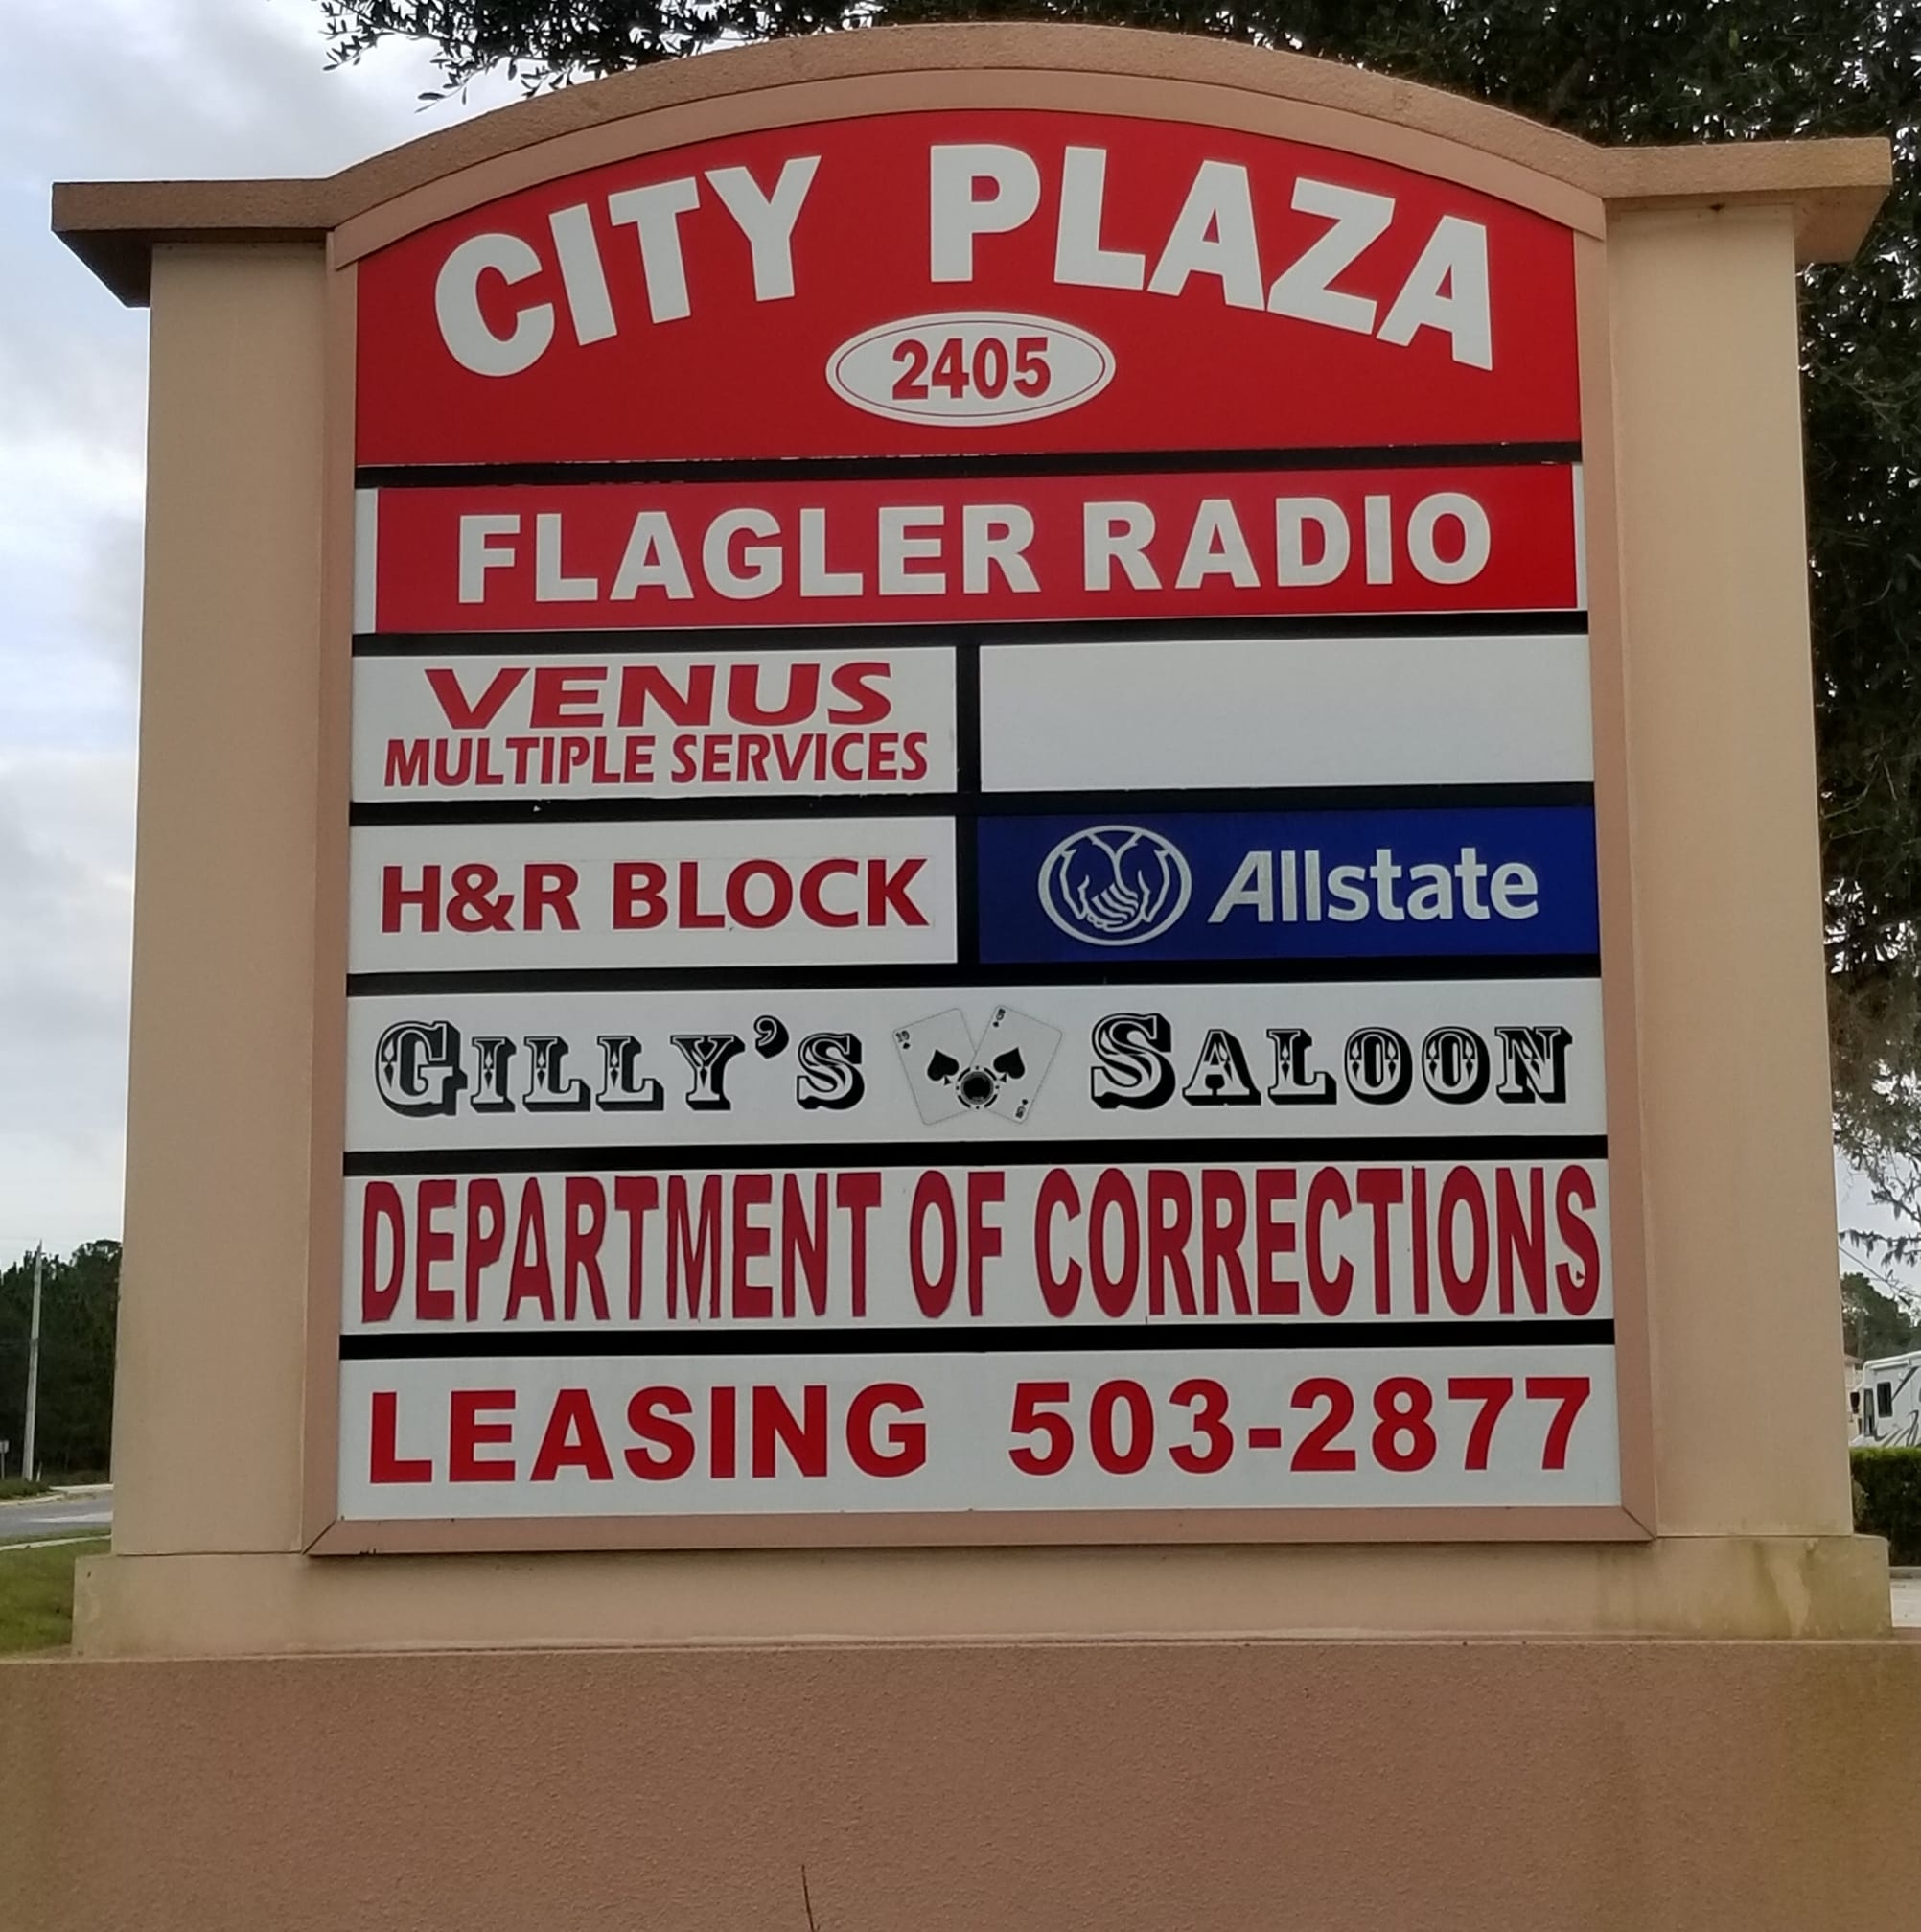 CITY PLAZA
2405
FLAGLER RADIO
VENUS
MULTIPLE SERVICES
H&R BLOCK
Allstate
GILLY'S SALOON
DEPARTMENT OF CORRECTIONS
LEASING 503-2877